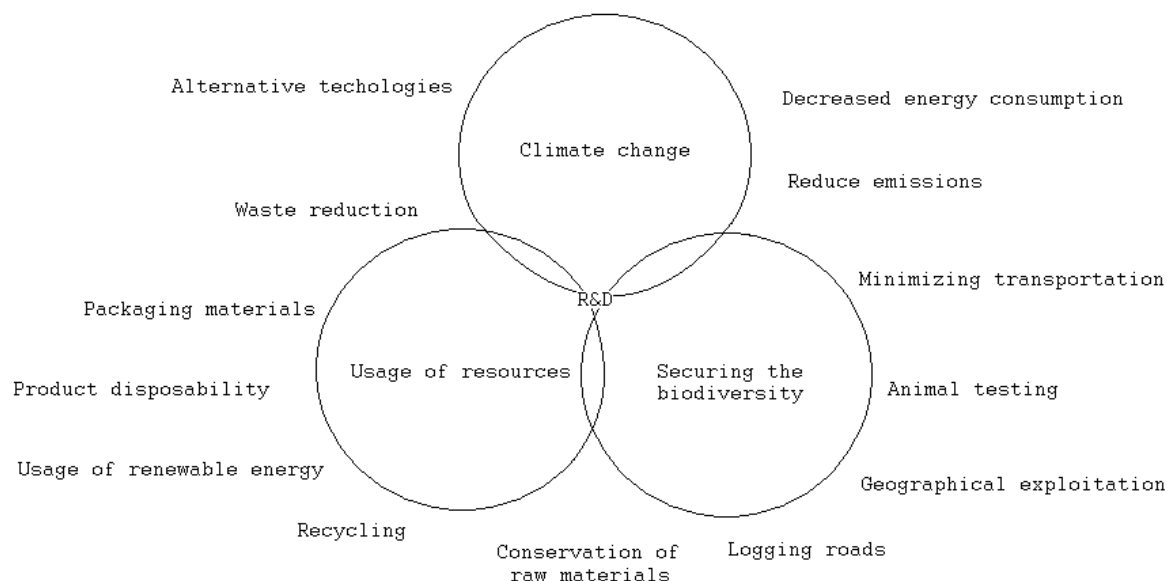 Alternative techologies
Decreased energy consumption
Climate change
Reduce emissions
Waste reduction
Minimizing transportation
R&D
Packaging materials
Usage of resources
Securing the
biodiversity
Product disposability
Animal testing
Usage of renewable energy
Geographical exploitation
Recycling
Conservation of
raw materials
Logging roads